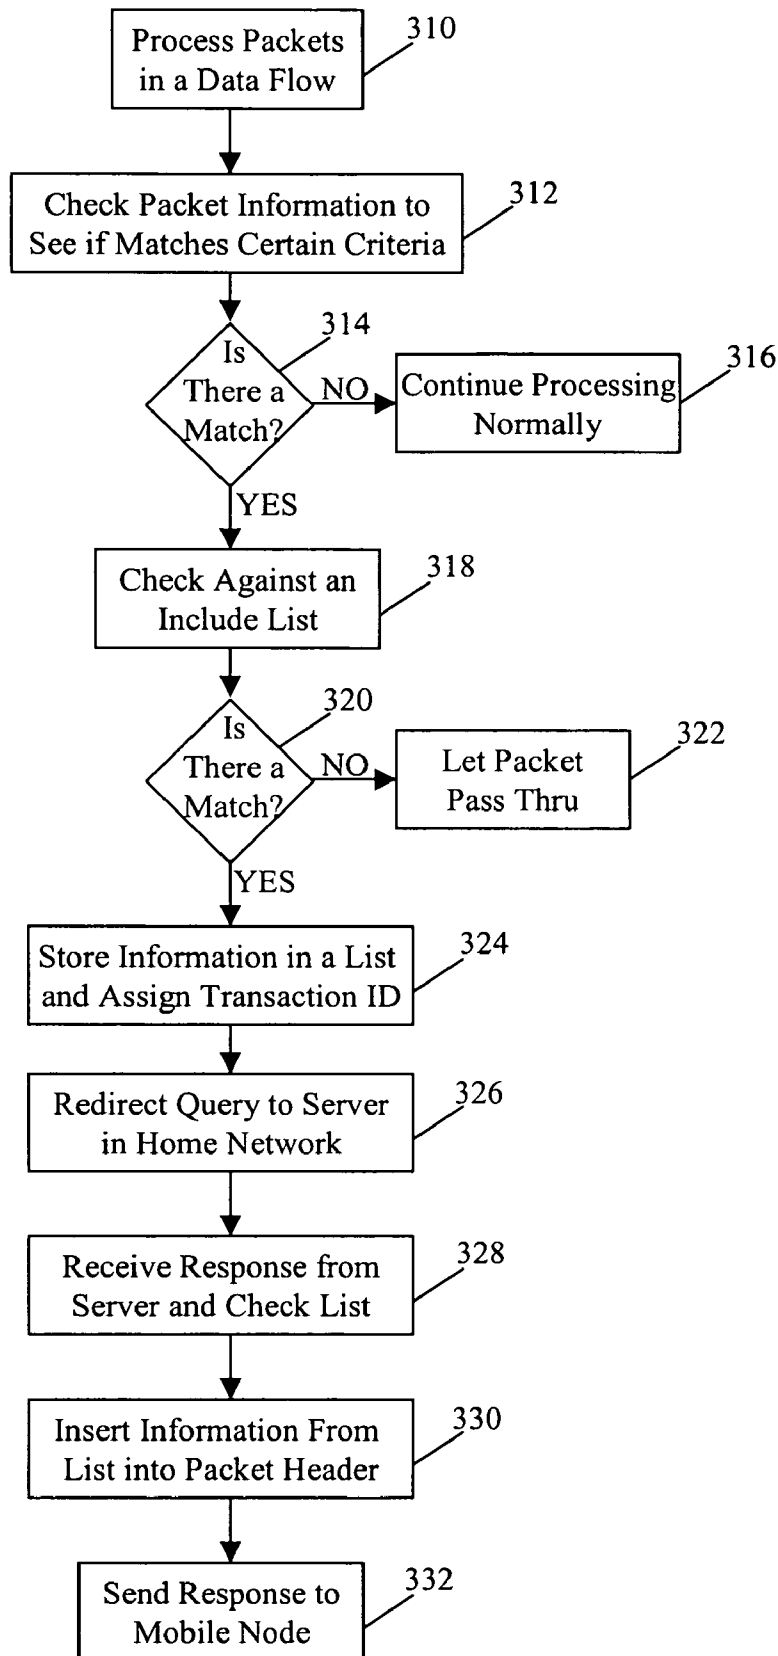 Process Packets
in a Data Flow
310
Check Packet Information to
See if Matches Certain Criteria
312
Is
There a
Match?
314
NO
Continue Processing
Normally
316
YES
Check Against an
Include List
318
Is
There a
Match?
320
NO
Let Packet
Pass Thru
322
YES
Store Information in a List
and Assign Transaction ID
324
Redirect Query to Server
in Home Network
326
Receive Response from
Server and Check List
328
Insert Information From
List into Packet Header
330
Send Response to
Mobile Node
332